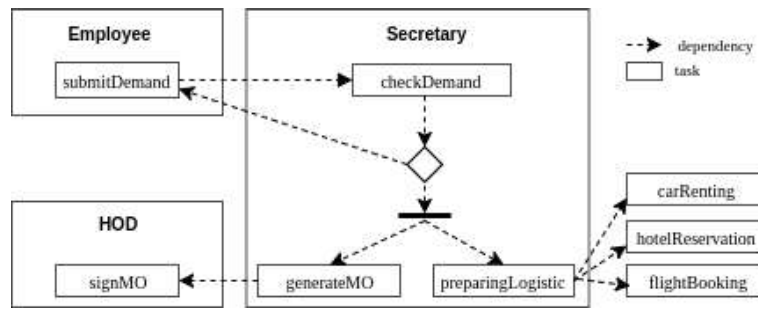 Employee
Secretary
submitDemand
checkDemand
dependency
task
HOD
signMO
generateMO
preparingLogistic
carRenting
hotelReservation
flightBooking